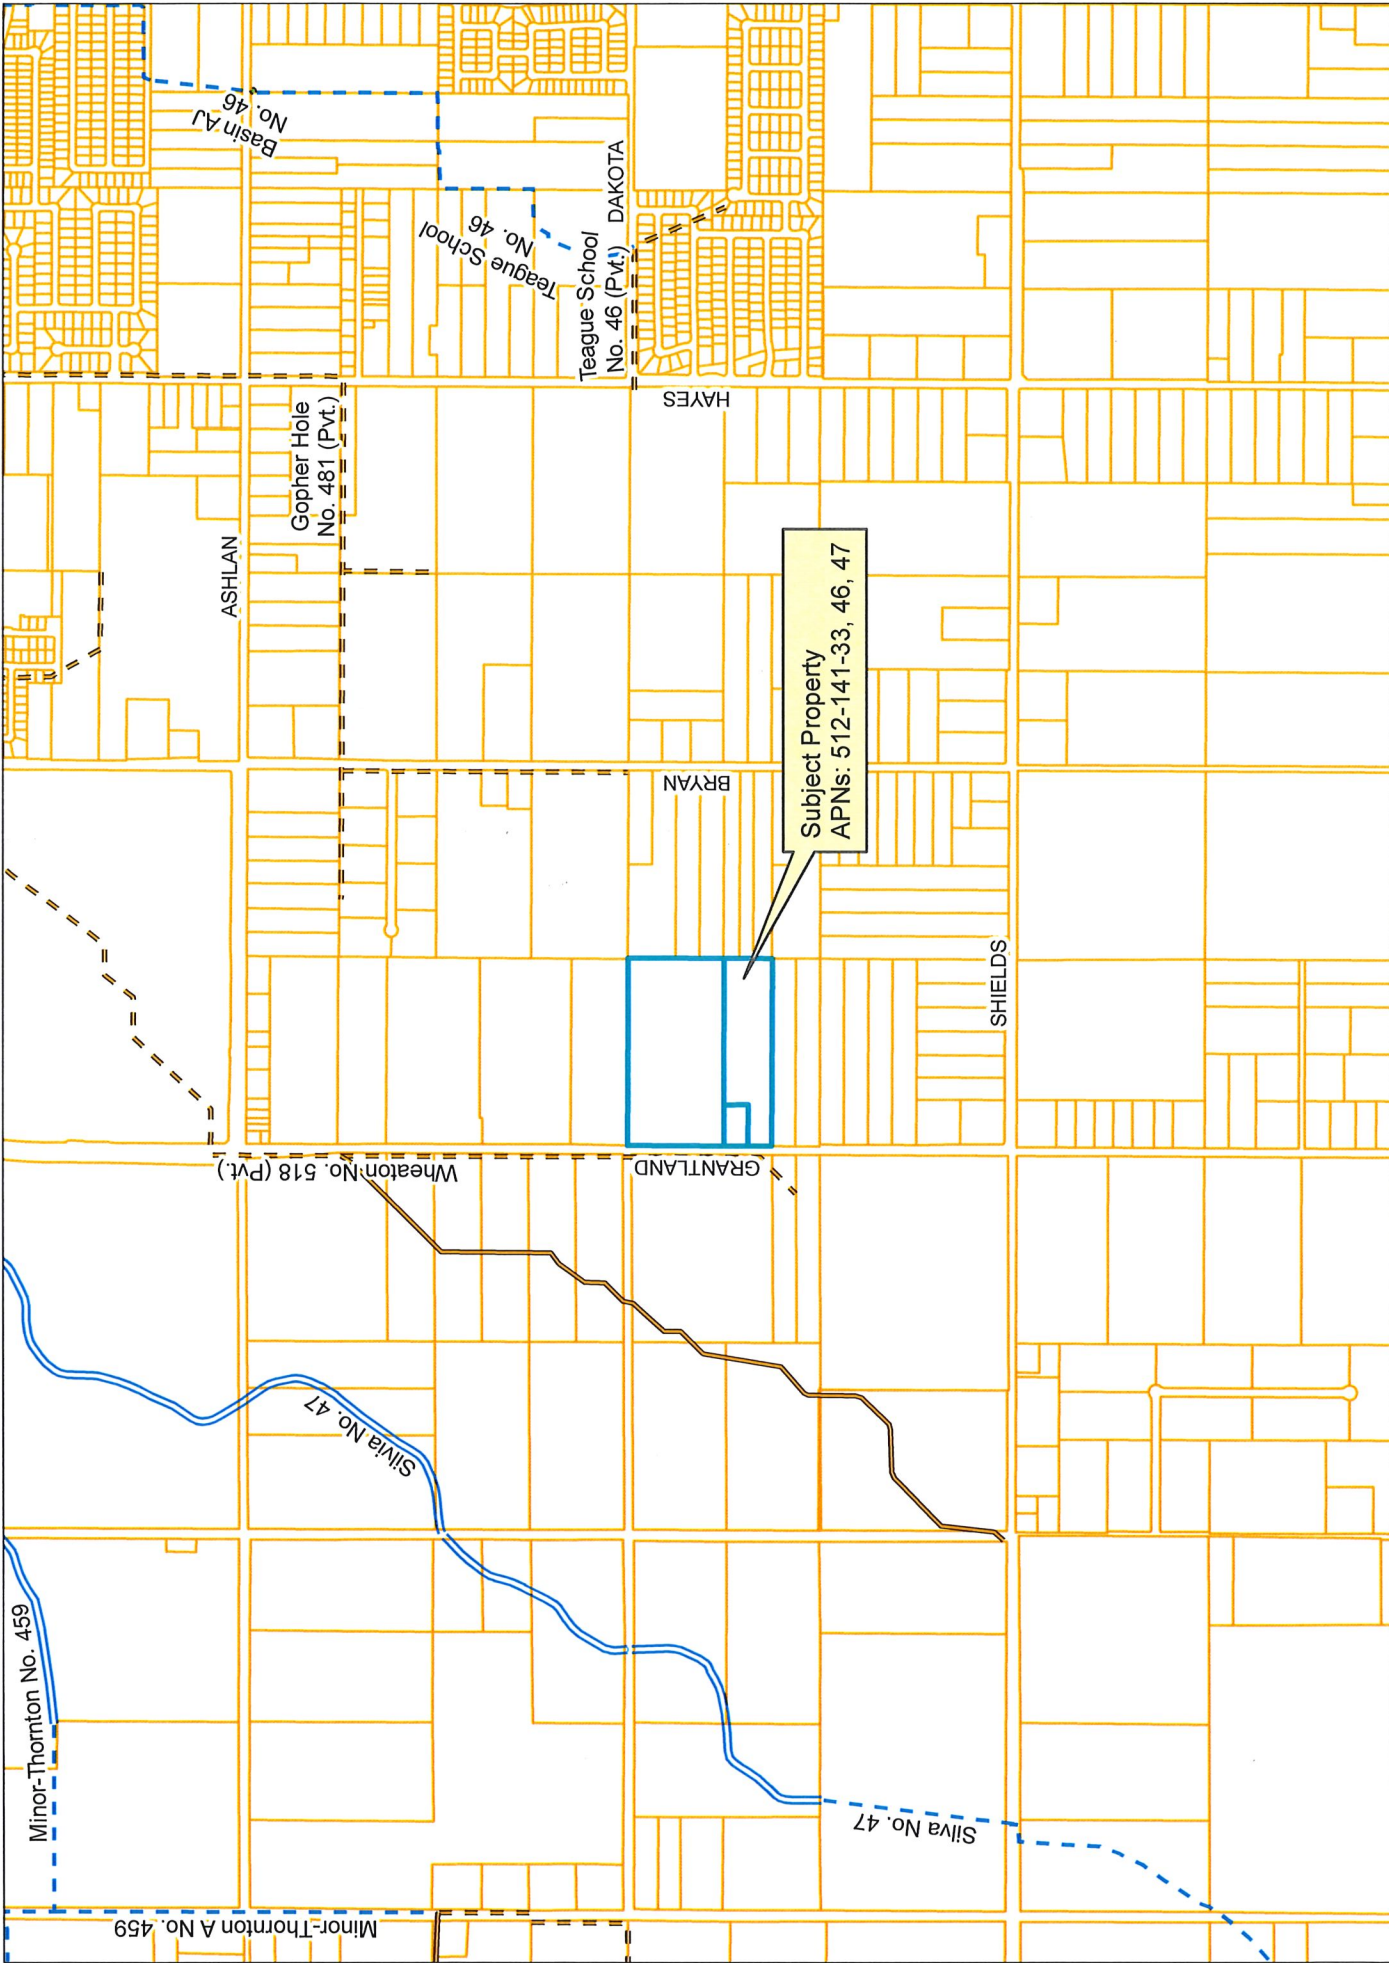 Basin AJ
No. 46
Teague School
No. 46
Teague School
No. 46 (Pvt.)
DAKOTA
HAYES
Gopher Hole
No. 481 (Pvt.)
ASHLAN
BRYAN
Subject Property
APNs: 512-141-33, 46, 47
SHIELDS
GRANTLAND
Wheaton No. 518 (Pvt.)
Silvia No. 47
Minor-Thornton No. 459
Silva No. 47
Minor-Thornton A No. 459